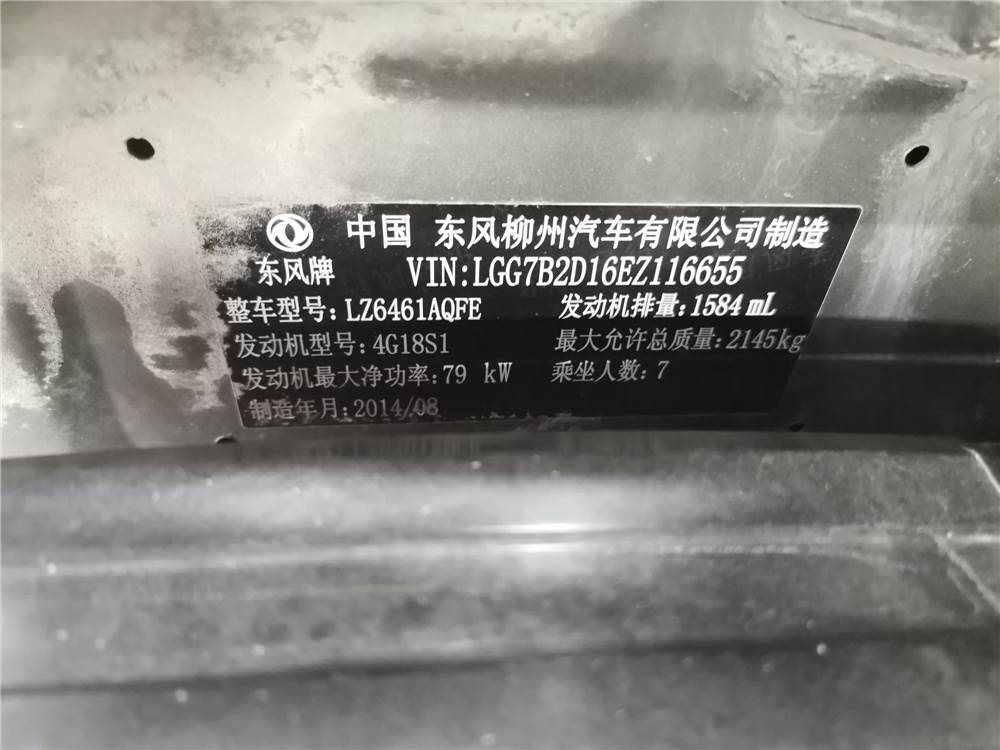 中国 东风柳州汽车有限公司制造
东风牌 VIN:LGG7B2D16EZ116655
整车型号:LZ6461AQFE 发动机排量:1584 mL
发动机型号:4G18S1 最大允许总质量:2145kg
发动机最大净功率:79 kW 乘坐人数:7
制造年月:2014/08